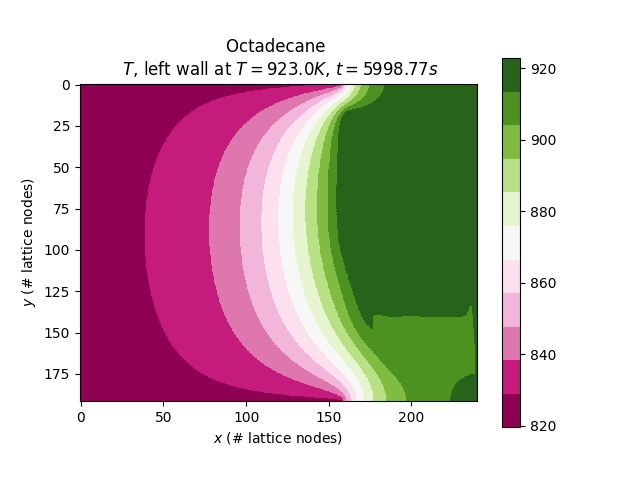 Octadecane
T, left wall at T = 923.0K, t = 5998.77s
0
25
50
75
100
125
150
175
y (# lattice nodes)
0 50 100 150 200
x (# lattice nodes)
920
900
880
860
840
820